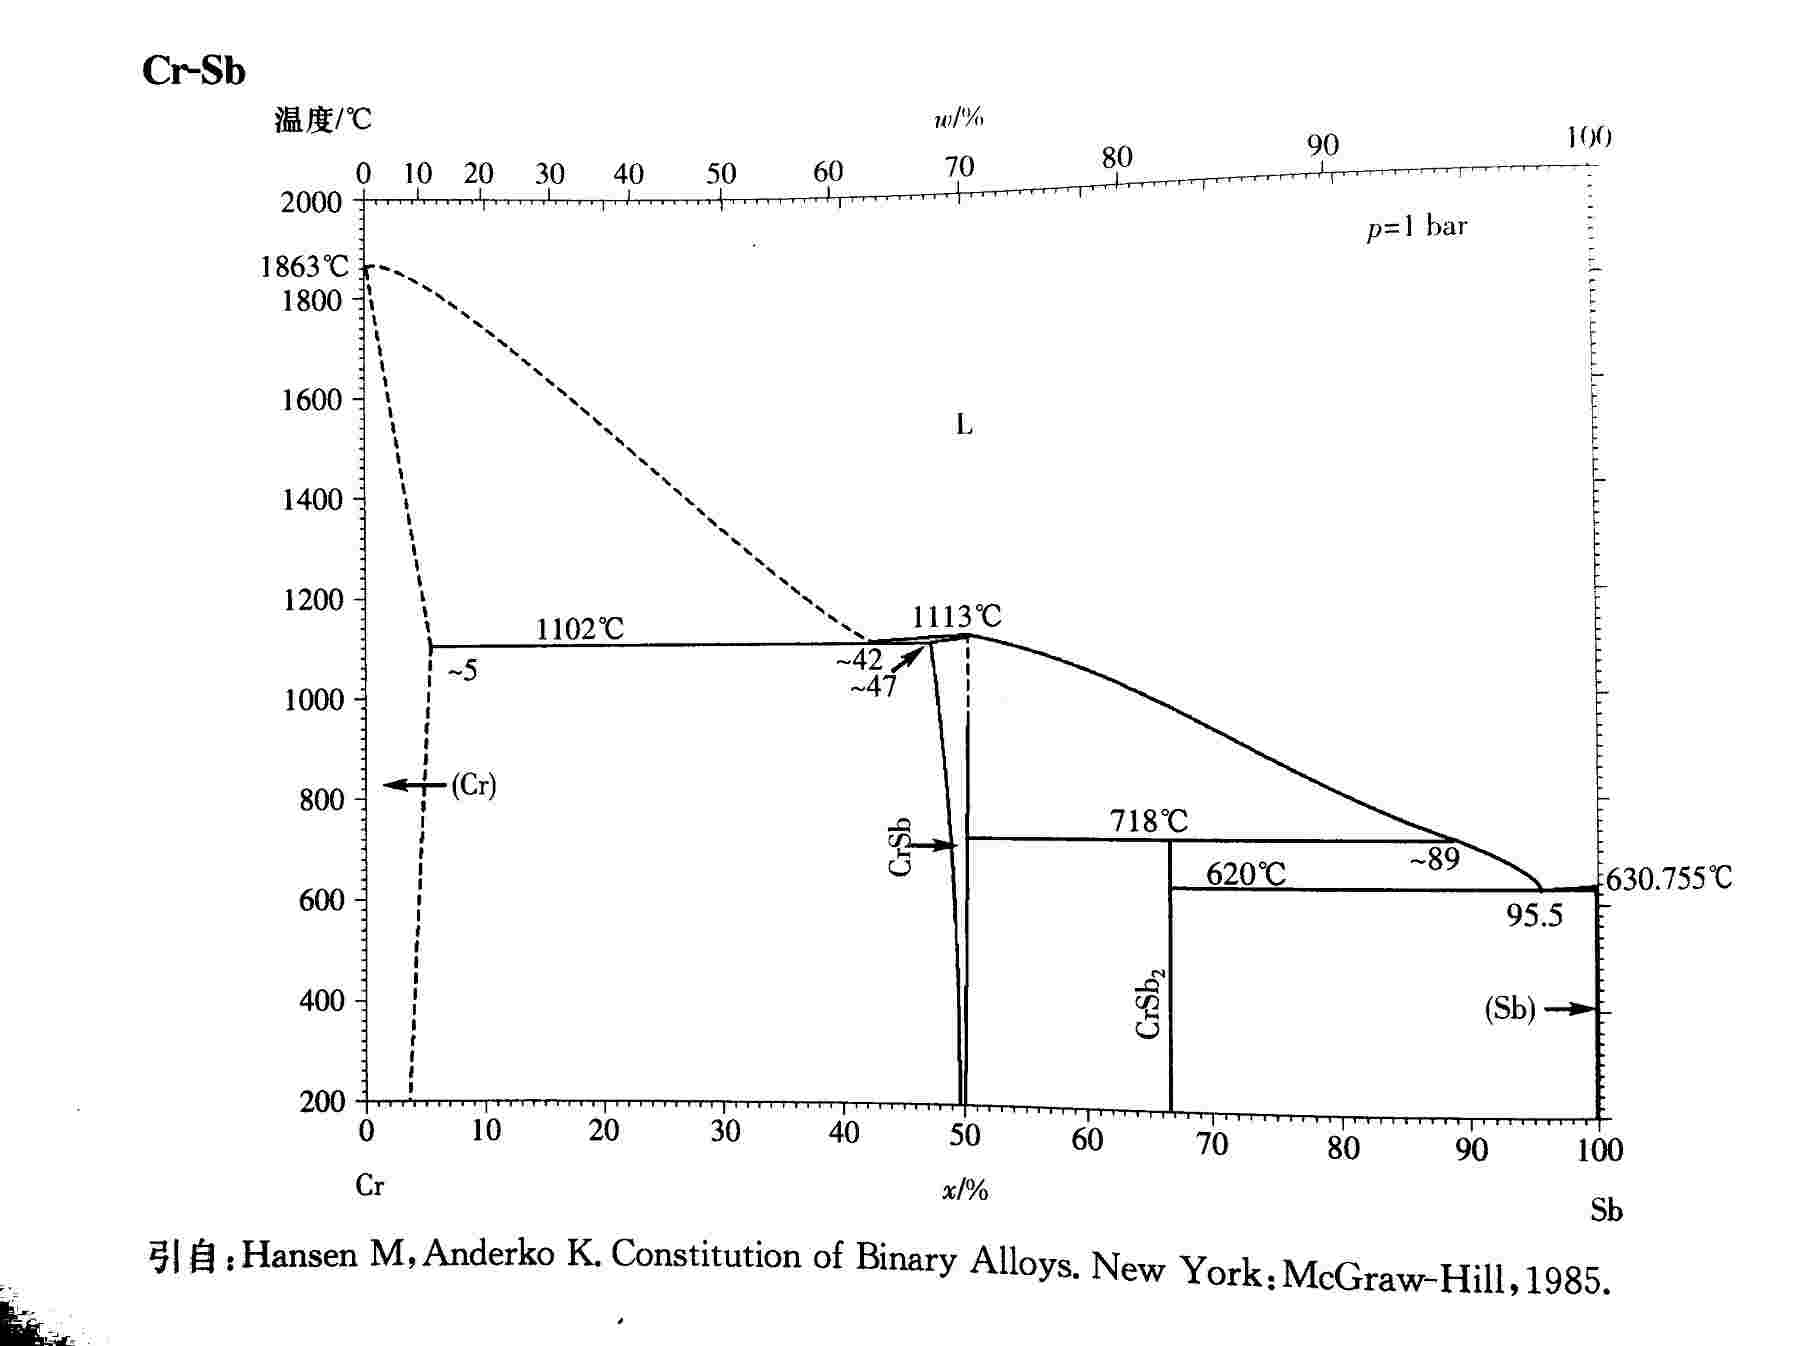 Cr-Sb
温度/℃
w/%
0 10 20 30 40 50 60 70 80 90 100
2000
p=1 bar
1863℃
1800
1600
L
1400
1200
1113℃
1102℃
~42
~5
~47
1000
(Cr)
800
CrSb
718℃
~89
620℃
630.755℃
600
95.5
400
CrSb₂
(Sb)
200
0 10 20 30 40 50 60 70 80 90 100
Cr
x/%
Sb
引自:Hansen M,Anderko K. Constitution of Binary Alloys. New York:McGraw-Hill,1985.